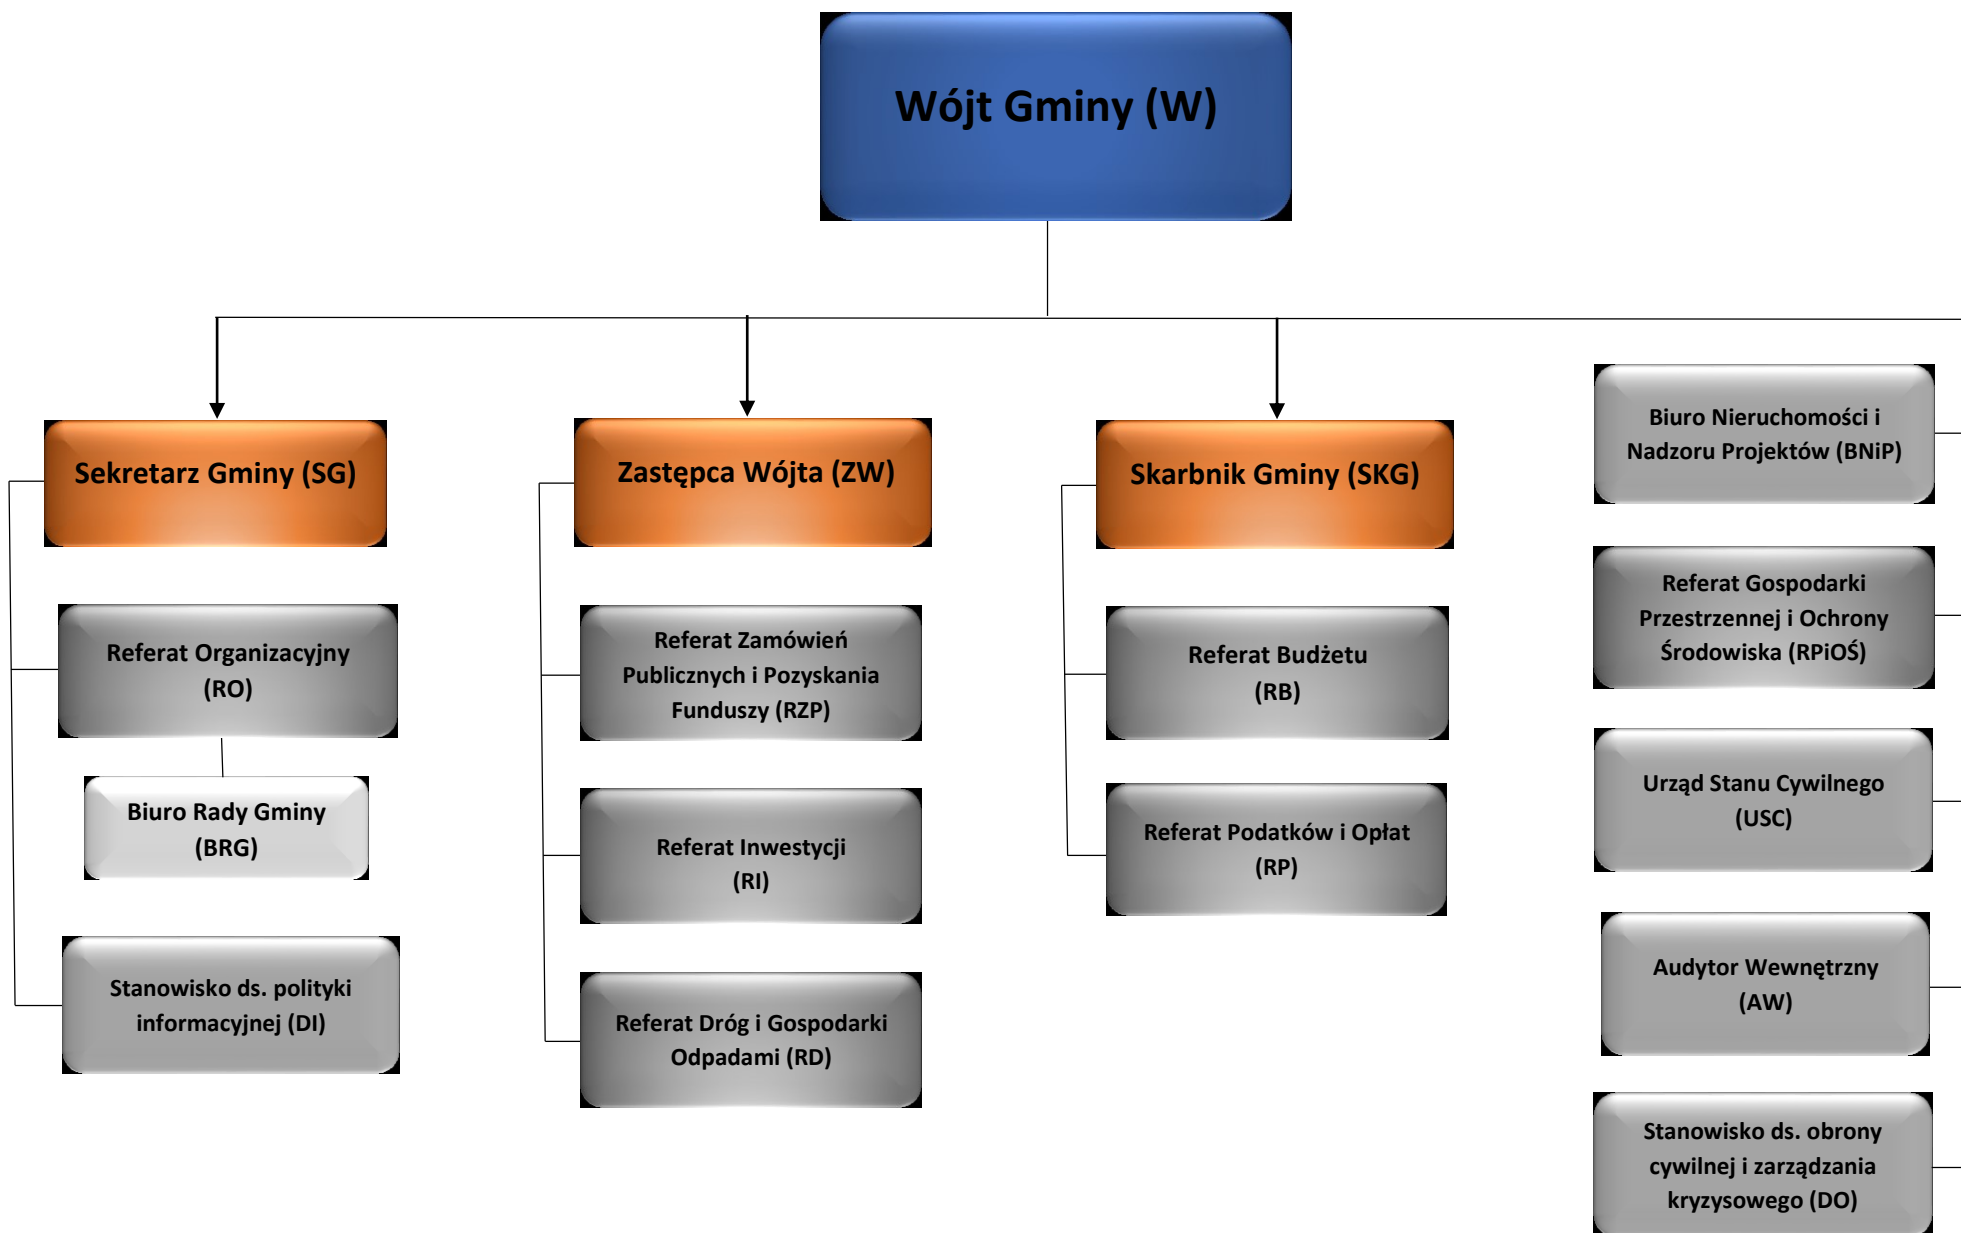 Wójt Gminy (W)
Sekretarz Gminy (SG)
Referat Organizacyjny
(RO)
Biuro Rady Gminy
(BRG)
Stanowisko ds. polityki
informacyjnej (DI)
Zastępca Wójta (ZW)
Referat Zamówień
Publicznych i Pozyskania
Funduszy (RZP)
Referat Inwestycji
(RI)
Referat Dróg i Gospodarki
Odpadami (RD)
Skarbnik Gminy (SKG)
Referat Budżetu
(RB)
Referat Podatków i Opłat
(RP)
Biuro Nieruchomości i
Nadzoru Projektów (BNiP)
Referat Gospodarki
Przestrzennej i Ochrony
Środowiska (RPiOŚ)
Urząd Stanu Cywilnego
(USC)
Audytor Wewnętrzny
(AW)
Stanowisko ds. obrony
cywilnej i zarządzania
kryzysowego (DO)